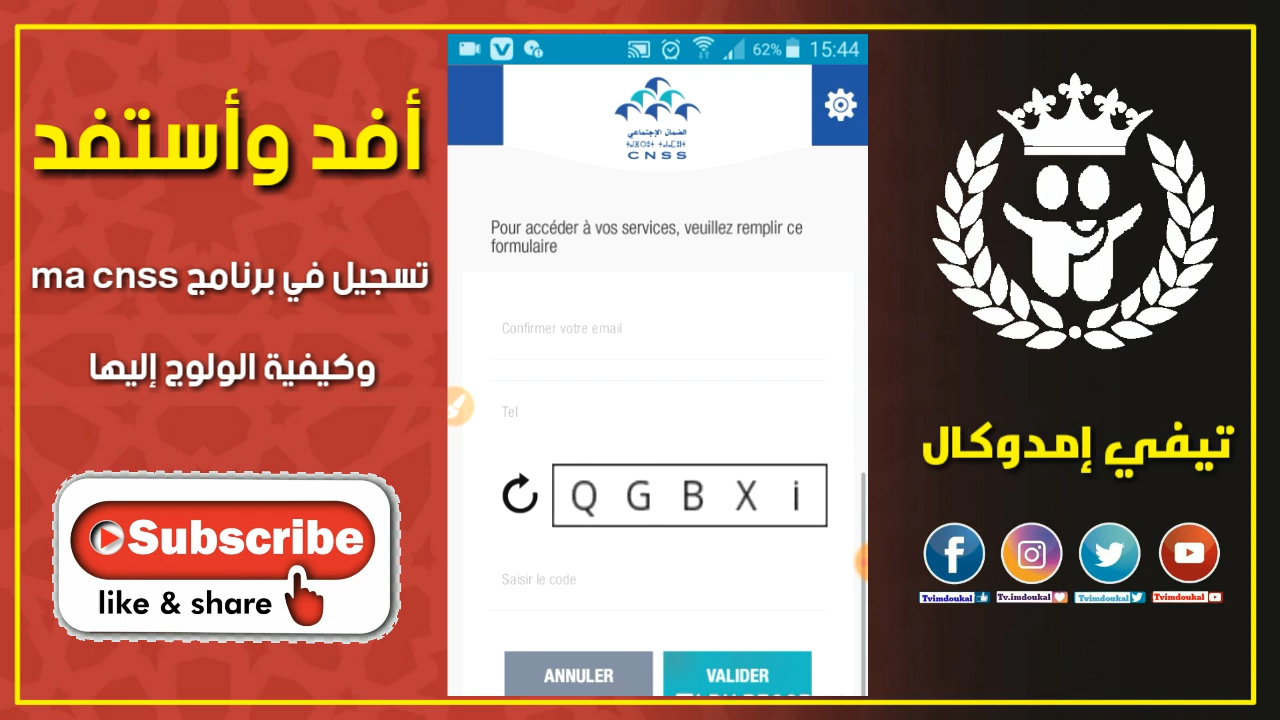 أفد وأستفد
تسجيل في برنامج ma cnss
وكيفية الولوج إليها
Subscribe
like & share
62% 15:44
الضمان الإجتماعي
CNSS
Pour accéder à vos services, veuillez remplir ce
formulaire
Confirmer votre email
Tel
Q G B X i
Saisir le code
ANNULER
VALIDER
تيفي إمدوكال
Tvimdoukal
Tv.imdoukal
Tvimdoukal
Tvimdoukal